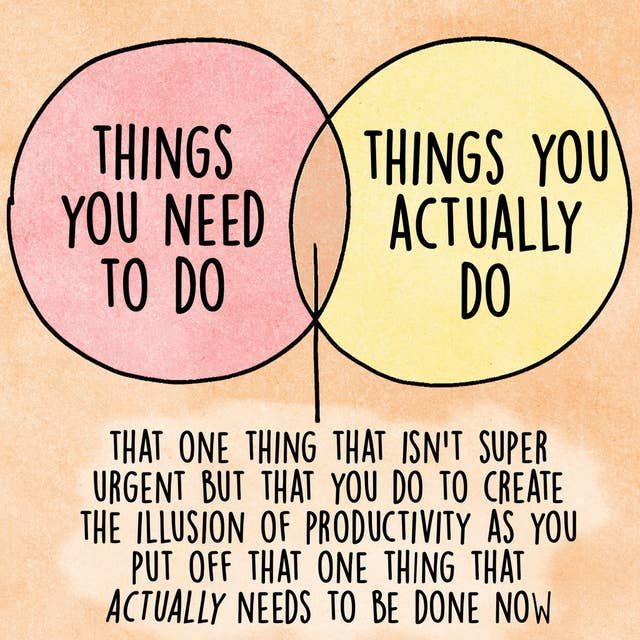 THINGS
YOU NEED
TO DO
THINGS YOU
ACTUALLY
DO
THAT ONE THING THAT ISN'T SUPER
URGENT BUT THAT YOU DO TO CREATE
THE ILLUSION OF PRODUCTIVITY AS YOU
PUT OFF THAT ONE THING THAT
ACTUALLY NEEDS TO BE DONE NOW